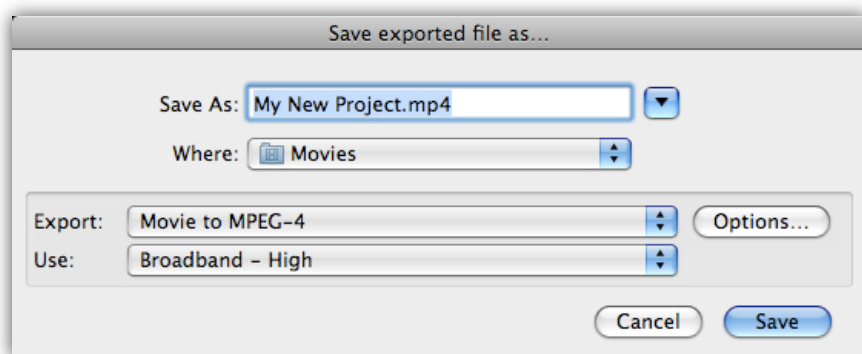 Save exported file as...
Save As: My New Project.mp4
Where: Movies
Export: Movie to MPEG-4 Options...
Use: Broadband – High
Cancel Save